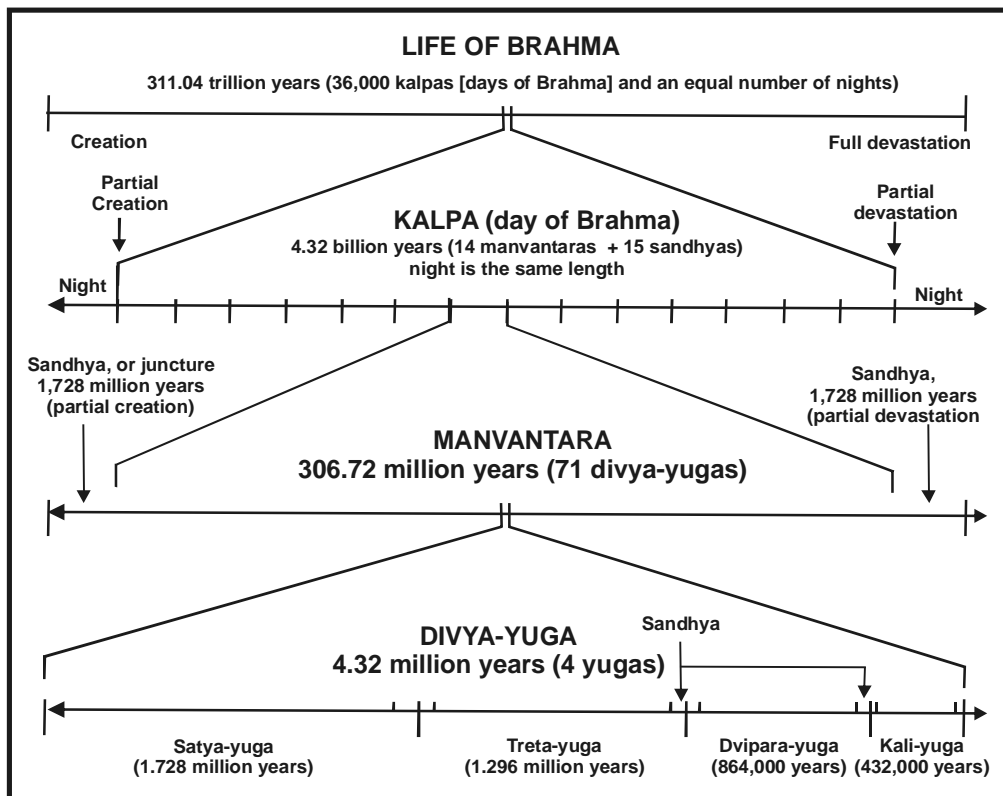 LIFE OF BRAHMA
311.04 trillion years (36,000 kalpas [days of Brahma] and an equal number of nights)
Creation
Full devastation
Partial
Creation
Partial
devastation
KALPA (day of Brahma)
4.32 billion years (14 manvantaras + 15 sandhyas)
night is the same length
Night
Night
Sandhya, or juncture
1,728 million years
(partial creation)
Sandhya,
1,728 million years
(partial devastation
MANVANTARA
306.72 million years (71 divya-yugas)
DIVYA-YUGA
4.32 million years (4 yugas)
Sandhya
Satya-yuga
(1.728 million years)
Treta-yuga
(1.296 million years)
Dvipara-yuga
(864,000 years)
Kali-yuga
(432,000 years)